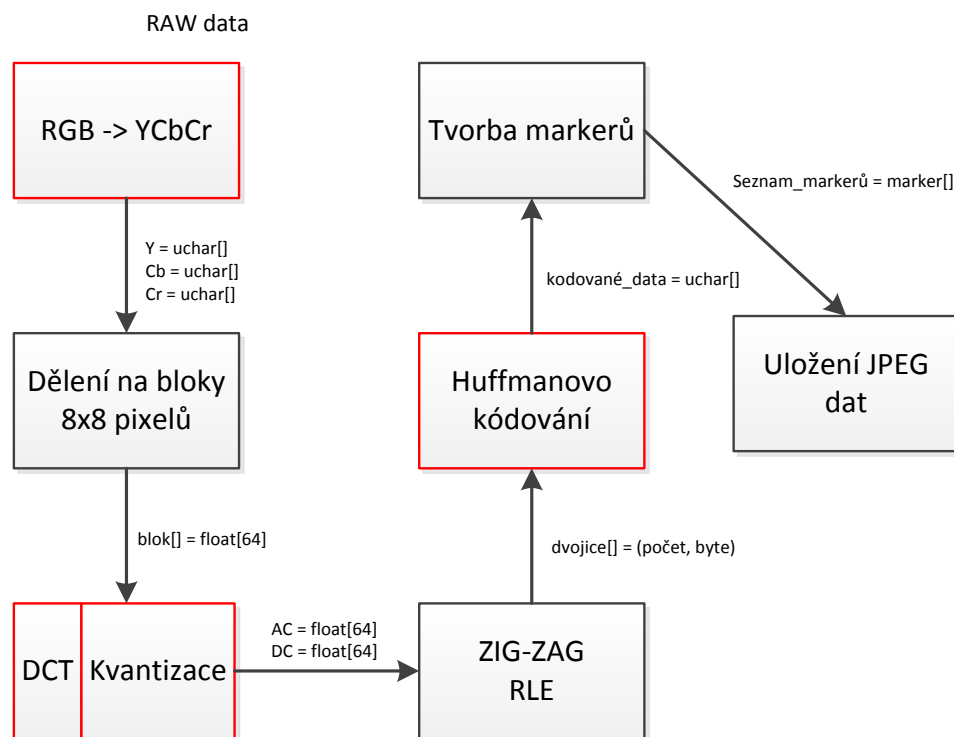 RAW data
RGB -> YCbCr
Y = uchar[]
Cb = uchar[]
Cr = uchar[]
Dělení na bloky
8x8 pixelů
blok[] = float[64]
DCT
Kvantizace
AC = float[64]
DC = float[64]
ZIG-ZAG
RLE
dvojice[] = (počet, byte)
Huffmanovo
kódování
kodované_data = uchar[]
Tvorba markerů
Seznam_markerů = marker[]
Uložení JPEG
dat